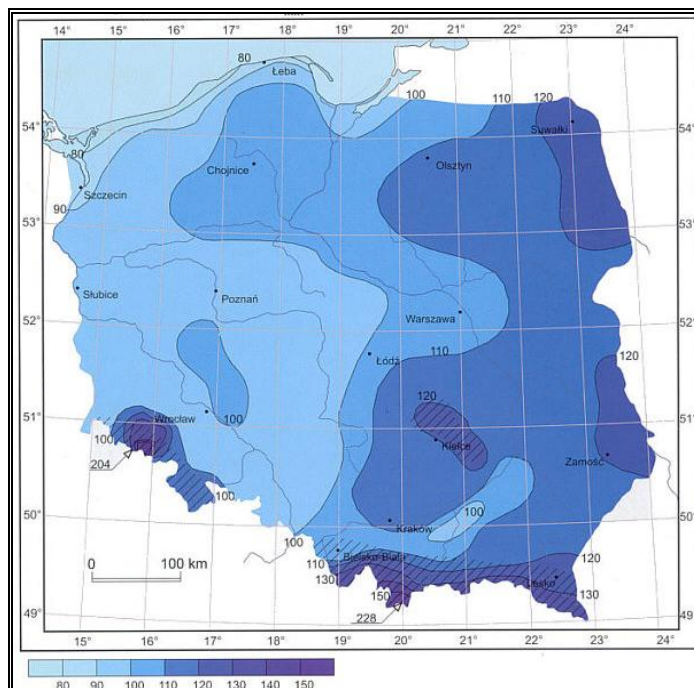 14° 15° 16° 17° 18° 19° 20° 21° 22° 23° 24°
80
Łeba
100
110
120
54°
Suwałki
54°
80
Chojnice
Olsztyn
Szczecin
90
53°
53°
Słubice
Poznań
Warszawa
52°
52°
Łódź
110
120
120
51°
Wrocław
100
51°
100
Kielce
Zamość
204
100
100
50°
Kraków
50°
100
Bielsko-Biała
120
0 100 km
110
130
Lesko
150
130
49°
228
49°
15° 16° 17° 18° 19° 20° 21° 22° 23°
80 90 100 110 120 130 140 150